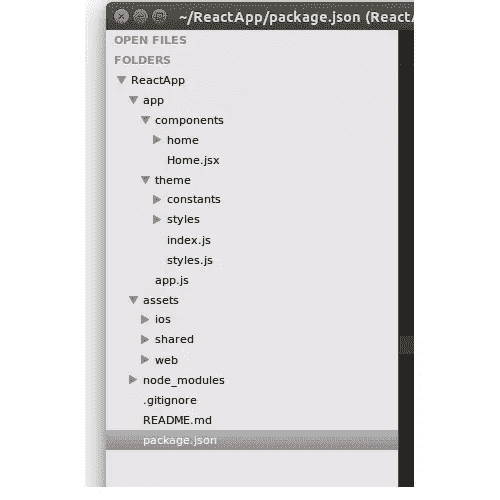 ~/ReactApp/package.json (React
OPEN FILES
FOLDERS
ReactApp
app
components
home
Home.jsx
theme
constants
styles
index.js
styles.js
app.js
assets
ios
shared
web
node_modules
.gitignore
README.md
package.json